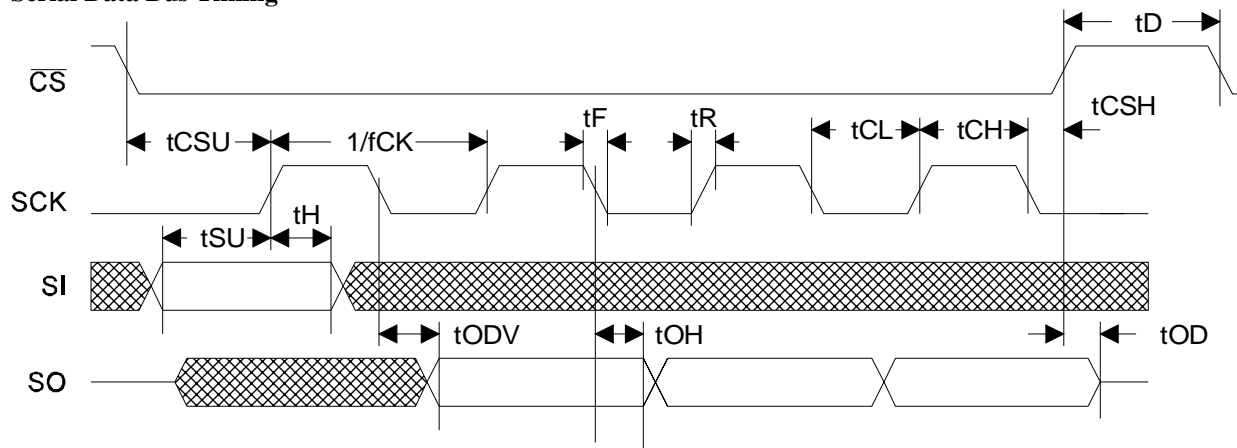 Serial Data Bus Timing
tD
CS
tCSH
tF
tR
tCL
tCH
tCSU
1/fCK
SCK
tH
tSU
SI
tODV
tOH
tOD
SO